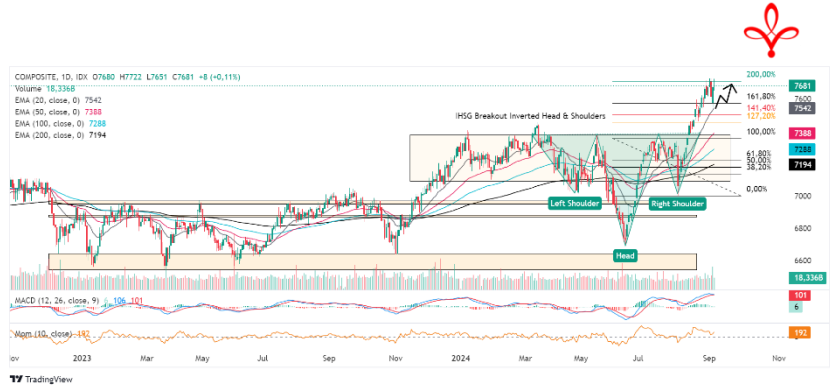 COMPOSITE, 1D, IDX O7680 H7722 L7651 C7681 +8 (+0,11%)
Volume 18,336B
EMA (20, close, 0) 7542
EMA (50, close, 0) 7388
EMA (100, close, 0) 7288
EMA (200, close, 0) 7194
IHSG Breakout Inverted Head & Shoulders
200,00%
161,80%
141,40%
127,20%
100,00%
61,80%
50,00%
38,20%
0,00%
7681
7600
7542
7388
7288
7194
7000
6800
6600
18,336B
Left Shoulder
Right Shoulder
Head
MACD (12, 26, close, 9) 6 106 101
101
6
Mom (10, close) 192
192
2023 Mar May Jul Sep Nov 2024 Mar May Jul Sep Nov
TradingView